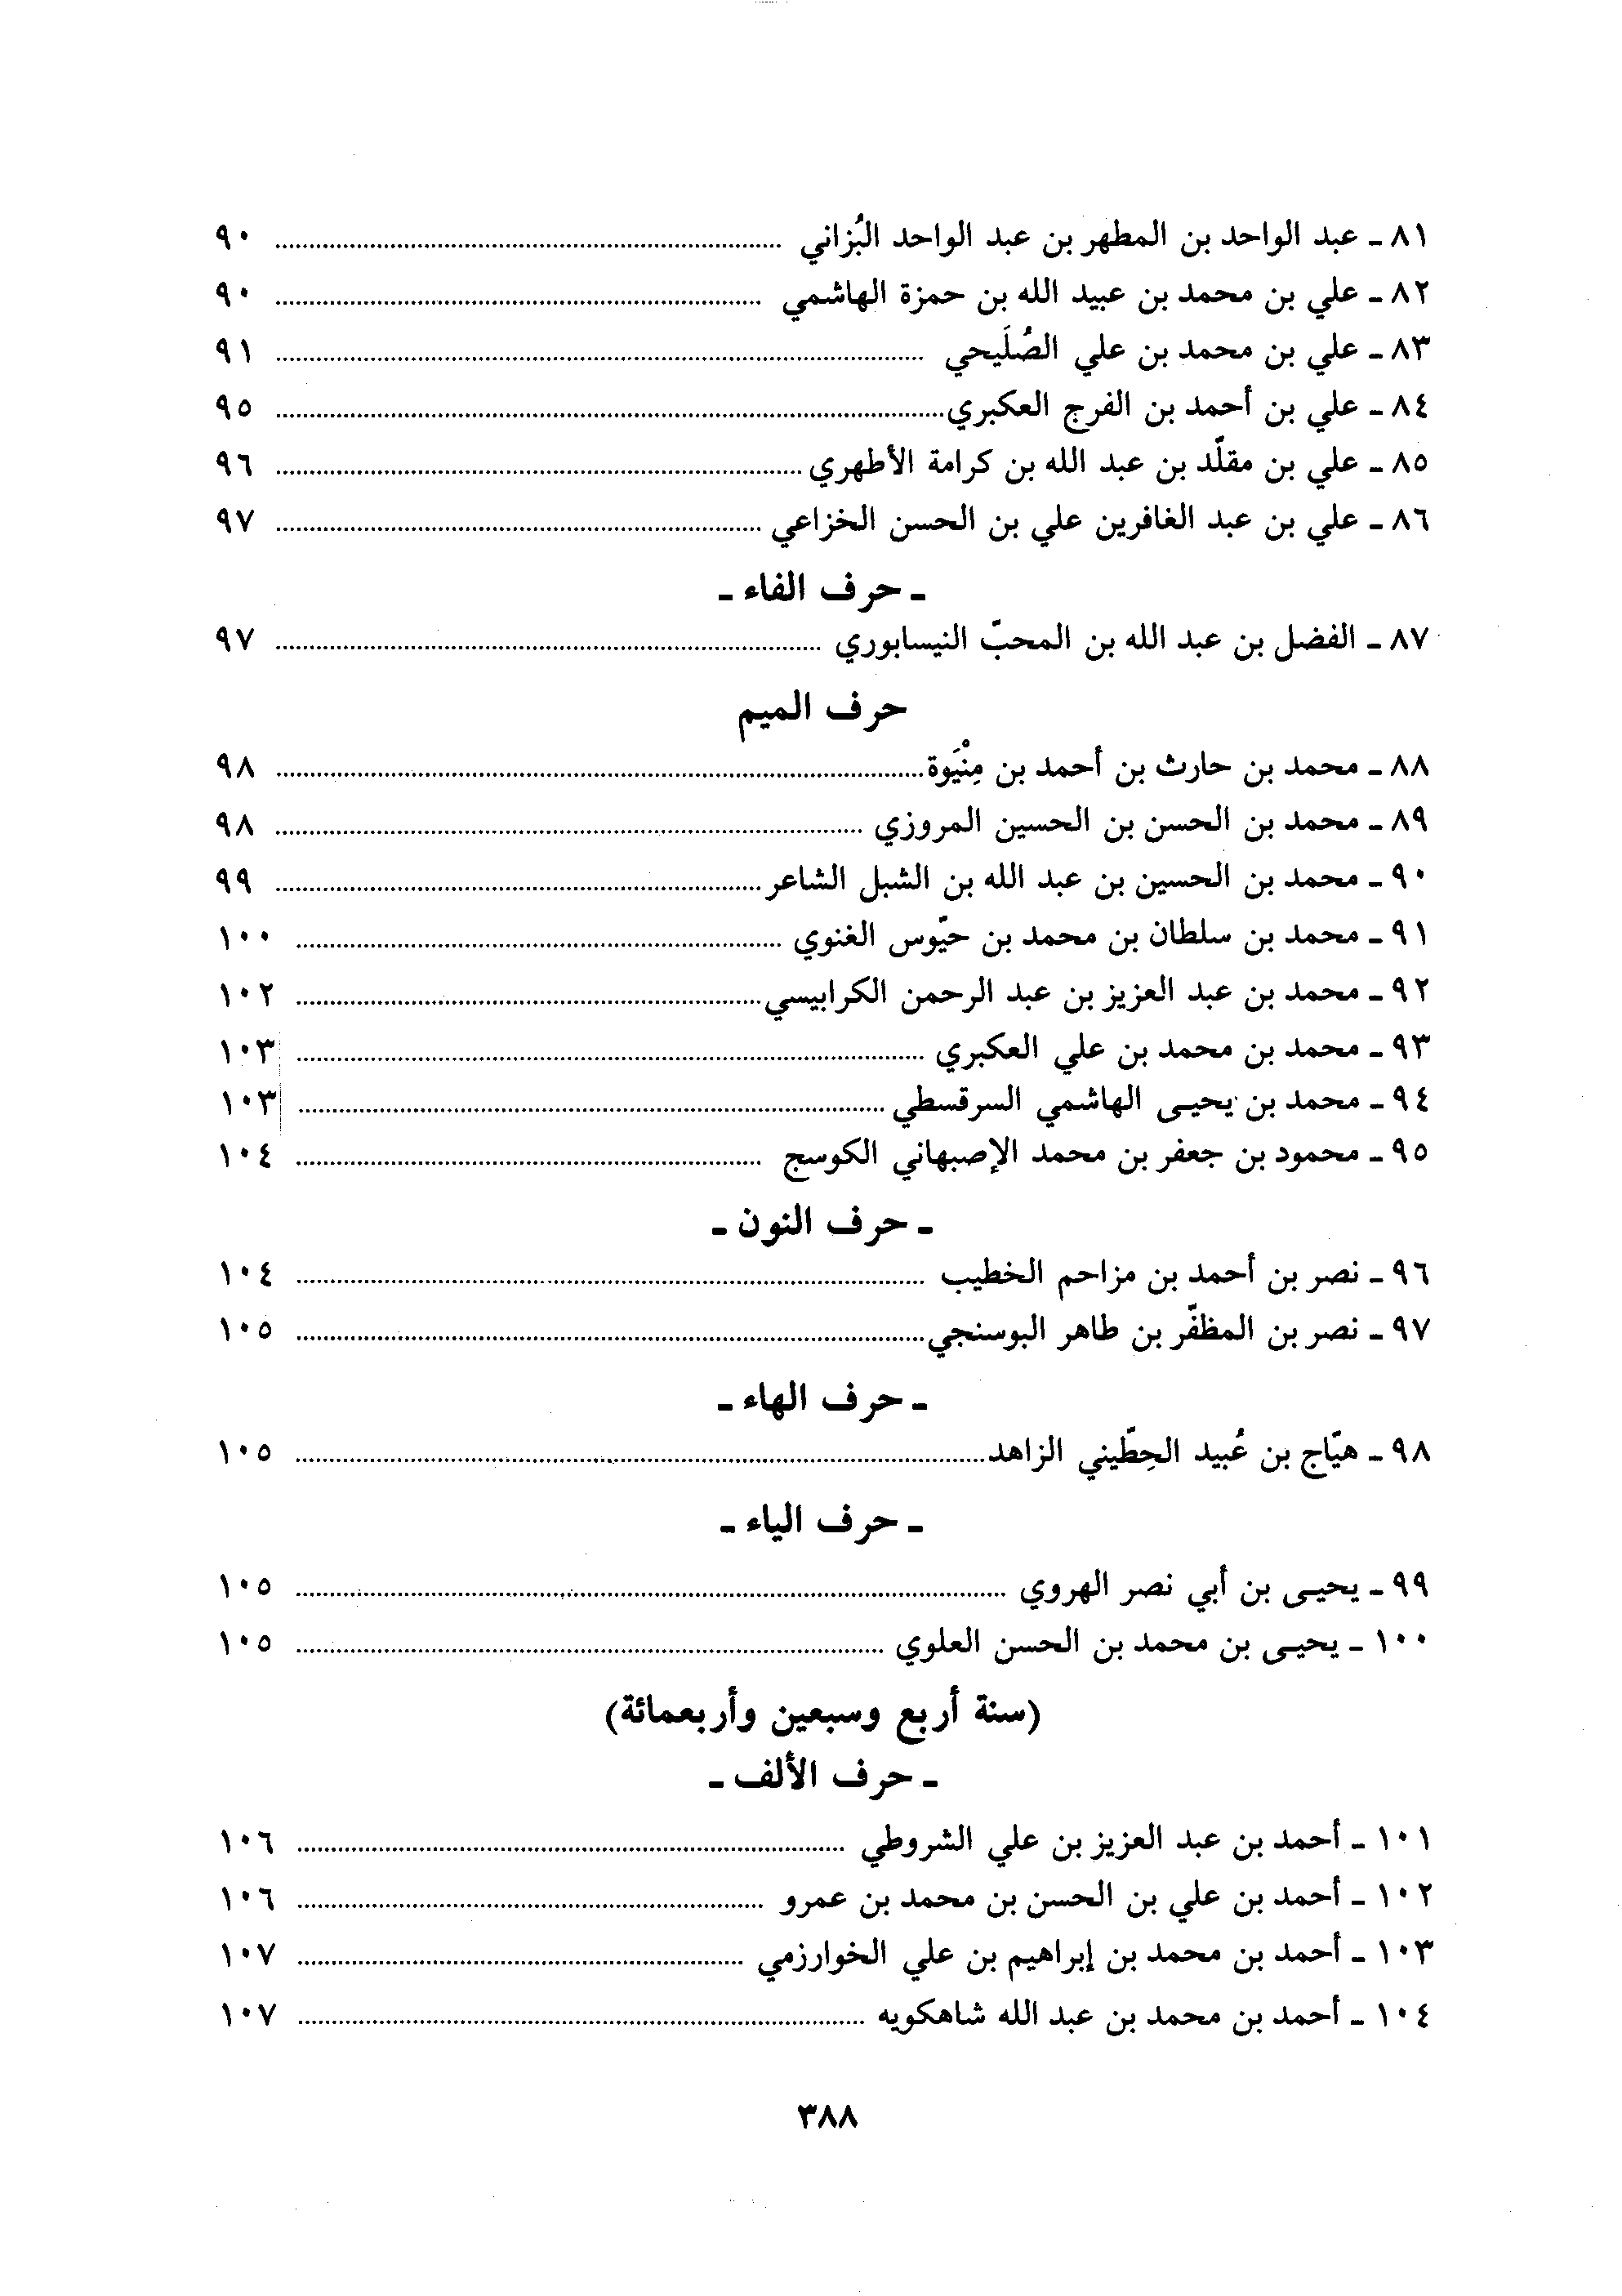 ٨١ ـ عبد الواحد بن المطهر بن عبد الواحد البُزاني ........ ٩٠
٨٢ ـ علي بن محمد بن عبيد الله بن حمزة الهاشمي ........ ٩٠
٨٣ ـ علي بن محمد بن علي الصُلَيحي ........ ٩١
٨٤ ـ علي بن أحمد بن الفرج العكبري ........ ٩٥
٨٥ ـ علي بن مقلّد بن عبد الله بن كرامة الأطهري ........ ٩٦
٨٦ ـ علي بن عبد الغافرين علي بن الحسن الخزاعي ........ ٩٧
ـ حرف الفاء ـ
٨٧ ـ الفضل بن عبد الله بن المحبّ النيسابوري ........ ٩٧
حرف الميم
٨٨ ـ محمد بن حارث بن أحمد بن مِنْيَوة ........ ٩٨
٨٩ ـ محمد بن الحسن بن الحسين المروزي ........ ٩٨
٩٠ ـ محمد بن الحسين بن عبد الله بن الشبل الشاعر ........ ٩٩
٩١ ـ محمد بن سلطان بن محمد بن حيّوس الغنوي ........ ١٠٠
٩٢ ـ محمد بن عبد العزيز بن عبد الرحمن الكرابيسي ........ ١٠٢
٩٣ ـ محمد بن محمد بن علي العكبري ........ ١٠٣
٩٤ ـ محمد بن يحيى الهاشمي السرقسطي ........ ١٠٣
٩٥ ـ محمود بن جعفر بن محمد الإصبهاني الكوسج ........ ١٠٤
ـ حرف النون ـ
٩٦ ـ نصر بن أحمد بن مزاحم الخطيب ........ ١٠٤
٩٧ ـ نصر بن المظفّر بن طاهر البوسنجي ........ ١٠٥
ـ حرف الهاء ـ
٩٨ ـ هيّاج بن عُبيد الحِطّيني الزاهد ........ ١٠٥
ـ حرف الياء ـ
٩٩ ـ يحيى بن أبي نصر الهروي ........ ١٠٥
١٠٠ ـ يحيى بن محمد بن الحسن العلوي ........ ١٠٥
(سنة أربع وسبعين وأربعمائة)
ـ حرف الألف ـ
١٠١ ـ أحمد بن عبد العزيز بن علي الشروطي ........ ١٠٦
١٠٢ ـ أحمد بن علي بن الحسن بن محمد بن عمرو ........ ١٠٦
١٠٣ ـ أحمد بن محمد بن إبراهيم بن علي الخوارزمي ........ ١٠٧
١٠٤ ـ أحمد بن محمد بن عبد الله شاهكويه ........ ١٠٧
٣٨٨